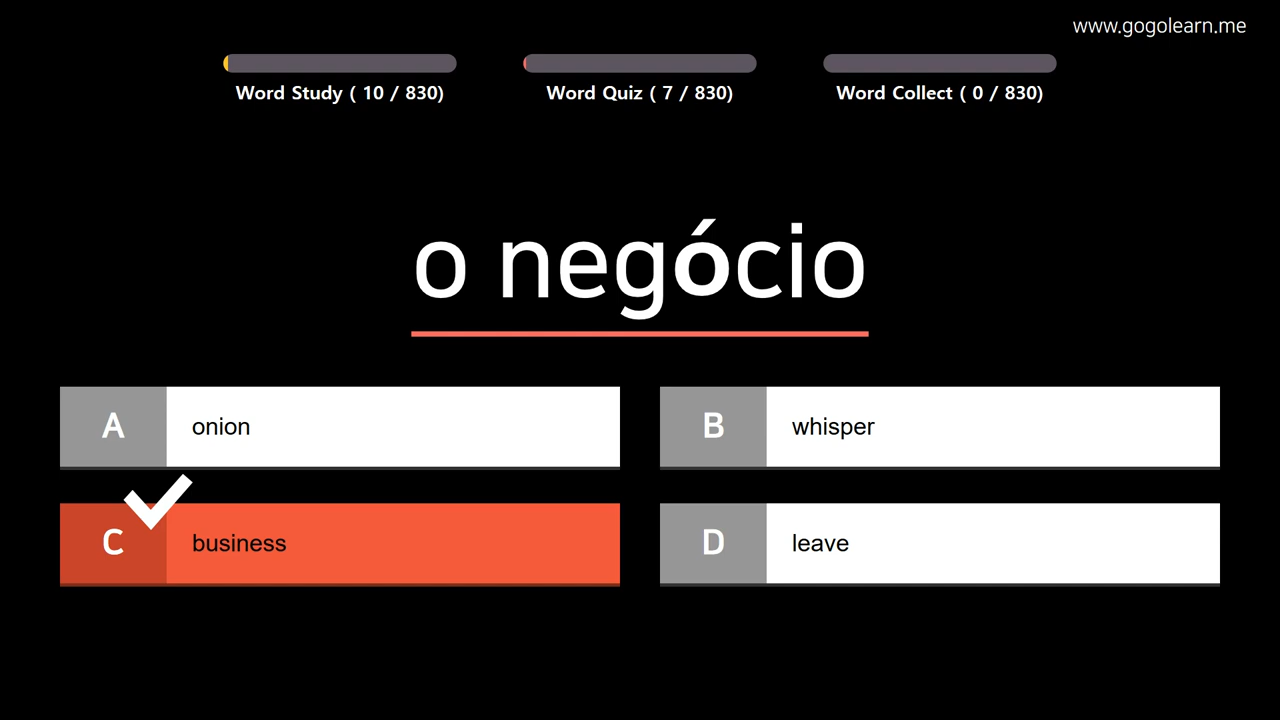 www.gogolearn.me
Word Study ( 10 / 830)
Word Quiz ( 7 / 830)
Word Collect ( 0 / 830)
o negócio
A onion
B whisper
C business
D leave